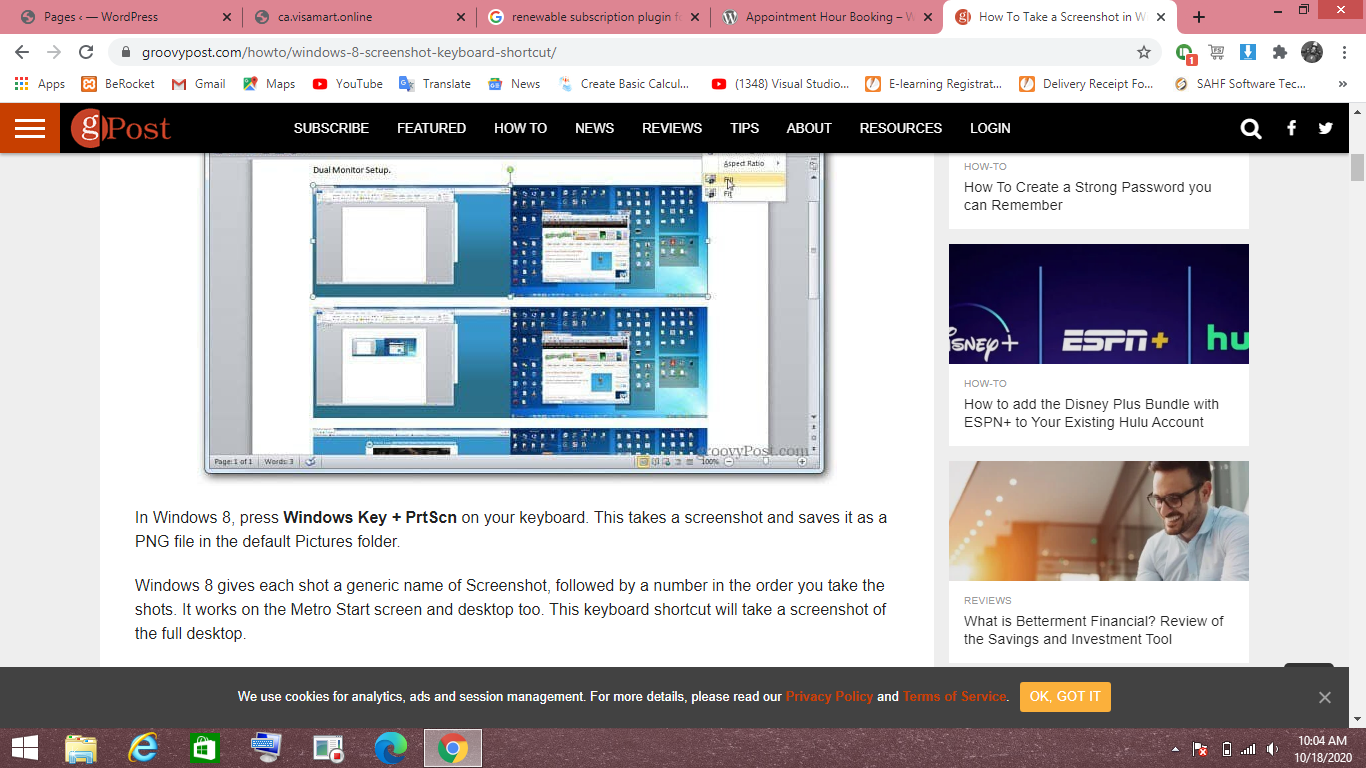 Pages ‹ — WordPress
ca.visamart.online
renewable subscription plugin fo
Appointment Hour Booking – W
How To Take a Screenshot in W
groovypost.com/howto/windows-8-screenshot-keyboard-shortcut/
1
Apps
BeRocket
Gmail
Maps
YouTube
Translate
News
Create Basic Calcul...
(1348) Visual Studio...
E-learning Registrat...
Delivery Receipt Fo...
SAHF Software Tec...
»
gPost
SUBSCRIBE
FEATURED
HOW TO
NEWS
REVIEWS
TIPS
ABOUT
RESOURCES
LOGIN
Dual Monitor Setup.
Aspect Ratio
Fill
Fit
groovyPost.com
Page: 1 of 1
Words: 3
100%
In Windows 8, press Windows Key + PrtScn on your keyboard. This takes a screenshot and saves it as a
PNG file in the default Pictures folder.
Windows 8 gives each shot a generic name of Screenshot, followed by a number in the order you take the
shots. It works on the Metro Start screen and desktop too. This keyboard shortcut will take a screenshot of
the full desktop.
HOW-TO
How To Create a Strong Password you
can Remember
DISNEY+
ESPN+
hu
HOW-TO
How to add the Disney Plus Bundle with
ESPN+ to Your Existing Hulu Account
REVIEWS
What is Betterment Financial? Review of
the Savings and Investment Tool
We use cookies for analytics, ads and session management. For more details, please read our Privacy Policy and Terms of Service.
OK, GOT IT
10:04 AM
10/18/2020